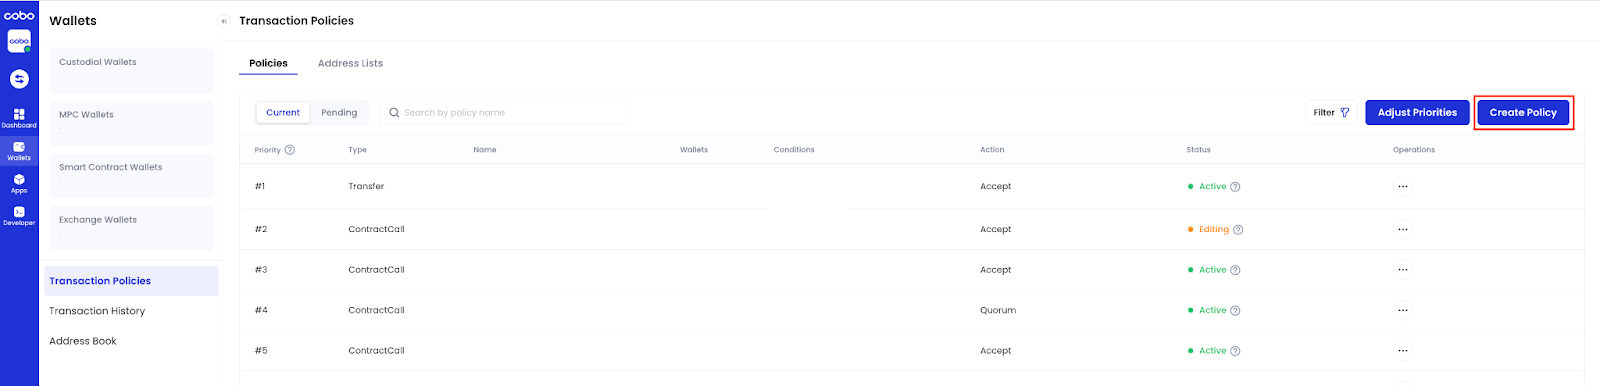 cobo
Wallets
«
Transaction Policies
cobo
Custodial Wallets
Policies
Address Lists
MPC Wallets
Current
Pending
Search by policy name
Filter
Adjust Priorities
Create Policy
Dashboard
Wallets
Apps
Developer
Smart Contract Wallets
Exchange Wallets
Transaction Policies
Transaction History
Address Book
Priority ? Type Name Wallets Conditions Action Status Operations
#1 Transfer Accept Active ? ...
#2 ContractCall Accept Editing ? ...
#3 ContractCall Accept Active ? ...
#4 ContractCall Quorum Active ? ...
#5 ContractCall Accept Active ? ...